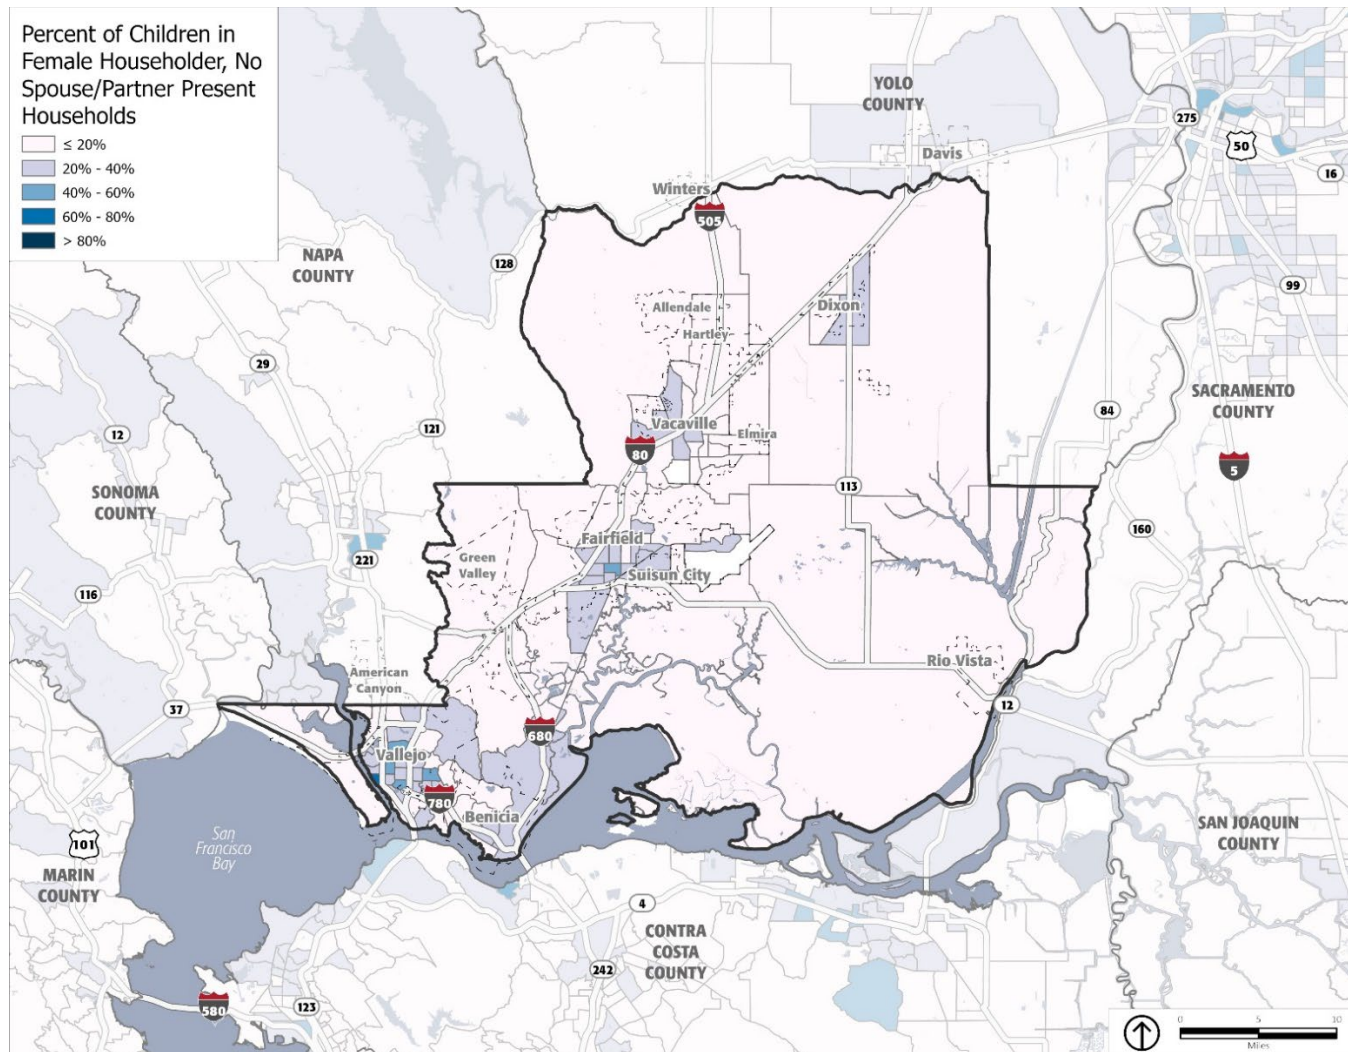 Percent of Children in
Female Householder, No
Spouse/Partner Present
Households
≤ 20%
20% - 40%
40% - 60%
60% - 80%
> 80%
YOLO
COUNTY
275
50
16
Davis
Winters
505
NAPA
COUNTY
128
Allendale
Hartley
Dixon
99
29
SACRAMENTO
COUNTY
84
12
121
Vacaville
Elmira
80
5
SONOMA
COUNTY
113
160
221
Fairfield
Green
Valley
Suisun City
116
American
Canyon
Rio Vista
37
12
680
Vallejo
780
Benicia
San
Francisco
Bay
101
MARIN
COUNTY
SAN JOAQUIN
COUNTY
4
CONTRA
COSTA
COUNTY
242
580
123
0 5 10
Miles